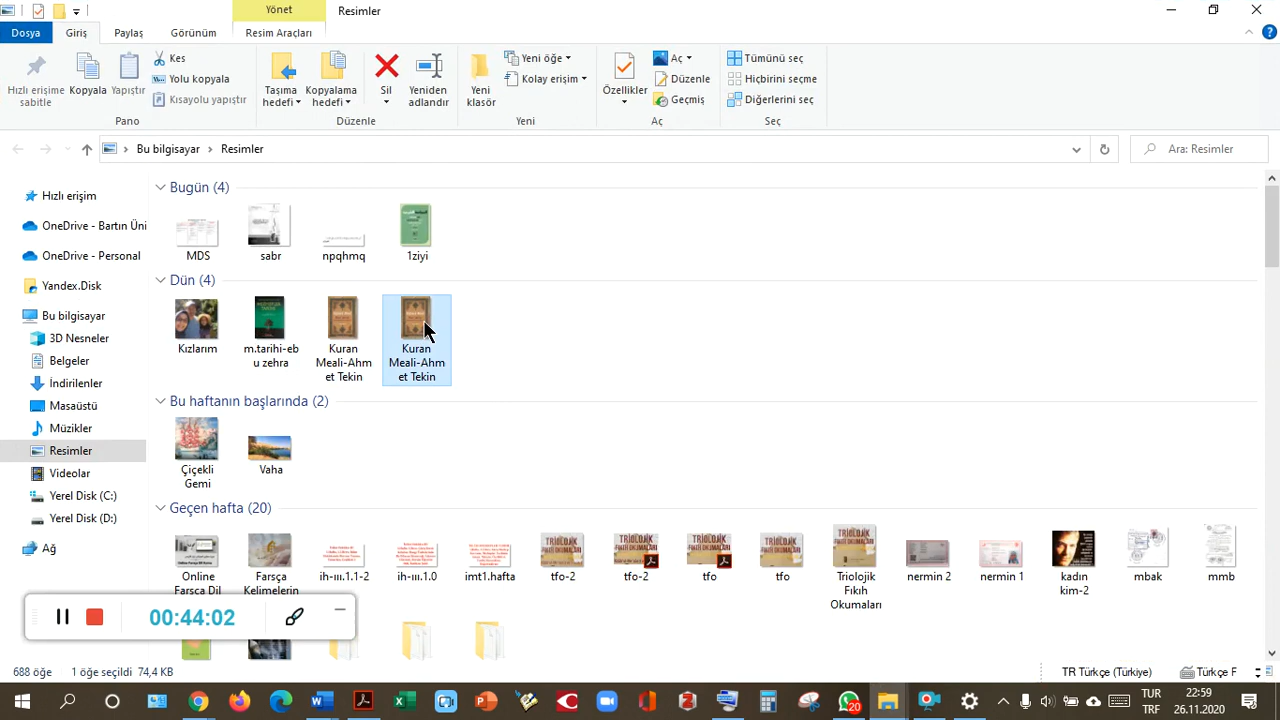 Yönet
Resimler
Dosya
Giriş
Paylaş
Görünüm
Resim Araçları
Hızlı erişime sabitle
Kopyala
Yapıştır
Kes
Yolu kopyala
Kısayolu yapıştır
Pano
Taşıma hedefi
Kopyalama hedefi
Sil
Yeniden adlandır
Düzenle
Yeni klasör
Yeni öğe
Kolay erişim
Yeni
Özellikler
Aç
Düzenle
Geçmiş
Aç
Tümünü seç
Hiçbirini seçme
Diğerlerini seç
Seç
Bu bilgisayar
Resimler
Ara: Resimler
Hızlı erişim
OneDrive - Bartın Üni
OneDrive - Personal
Yandex.Disk
Bu bilgisayar
3D Nesneler
Belgeler
İndirilenler
Masaüstü
Müzikler
Resimler
Videolar
Yerel Disk (C:)
Yerel Disk (D:)
Ağ
Bugün (4)
MDS
sabr
npqhmq
1ziyi
Dün (4)
Kızlarım
m.tarihi-eb
u zehra
Kuran
Meali-Ahm
et Tekin
Kuran
Meali-Ahm
et Tekin
Bu haftanın başlarında (2)
Çiçekli
Gemi
Vaha
Geçen hafta (20)
Online
Farsça Dil
Farsça
Kelimelerin
ih-ııı.1.1-2
ih-ııı.1.0
imt1.hafta
tfo-2
tfo-2
tfo
tfo
Triolojik
Fıkıh
Okumaları
nermin 2
nermin 1
kadın
kim-2
mbak
mmb
00:44:02
688 öğe
1 öğe seçildi 74,4 KB
TR Türkçe (Türkiye)
Türkçe F
20
TUR
TRF
22:59
26.11.2020